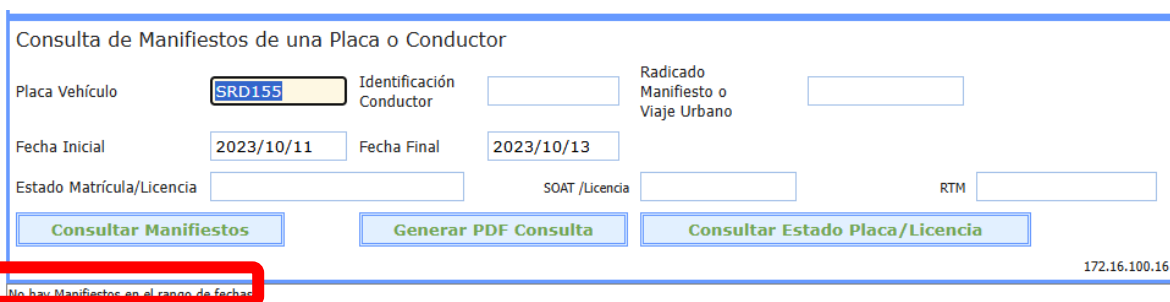 Consulta de Manifiestos de una Placa o Conductor
Placa Vehículo SRD155 Identificación Conductor Radicado Manifiesto o Viaje Urbano
Fecha Inicial 2023/10/11 Fecha Final 2023/10/13
Estado Matrícula/Licencia SOAT /Licencia RTM
Consultar Manifiestos Generar PDF Consulta Consultar Estado Placa/Licencia
172.16.100.16
No hay Manifiestos en el rango de fechas